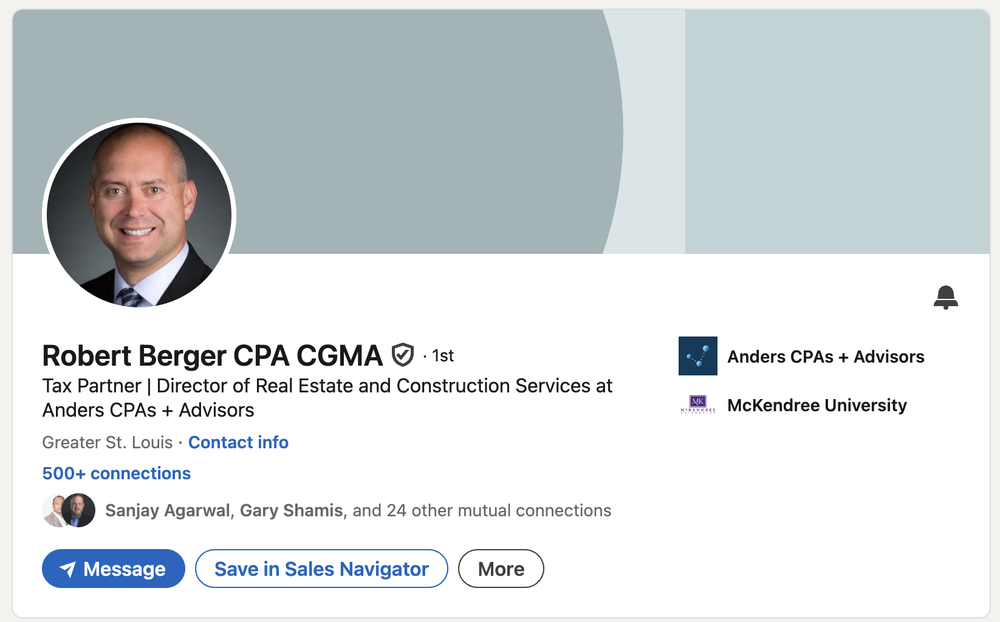 Robert Berger CPA CGMA · 1st
Tax Partner | Director of Real Estate and Construction Services at
Anders CPAs + Advisors
Greater St. Louis · Contact info
500+ connections
Sanjay Agarwal, Gary Shamis, and 24 other mutual connections
Message
Save in Sales Navigator
More
Anders CPAs + Advisors
MK
MCKENDREE
UNIVERSITY
McKendree University